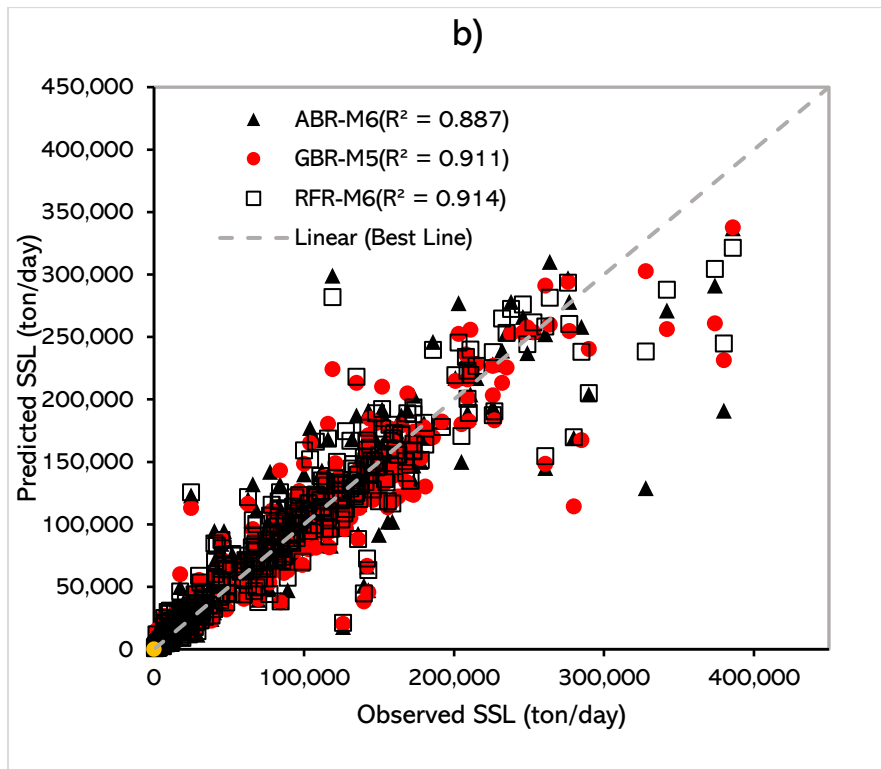 b)
450,000
400,000
350,000
300,000
250,000
200,000
150,000
100,000
50,000
0
Predicted SSL (ton/day)
ABR-M6(R² = 0.887)
GBR-M5(R² = 0.911)
RFR-M6(R² = 0.914)
Linear (Best Line)
0 100,000 200,000 300,000 400,000
Observed SSL (ton/day)